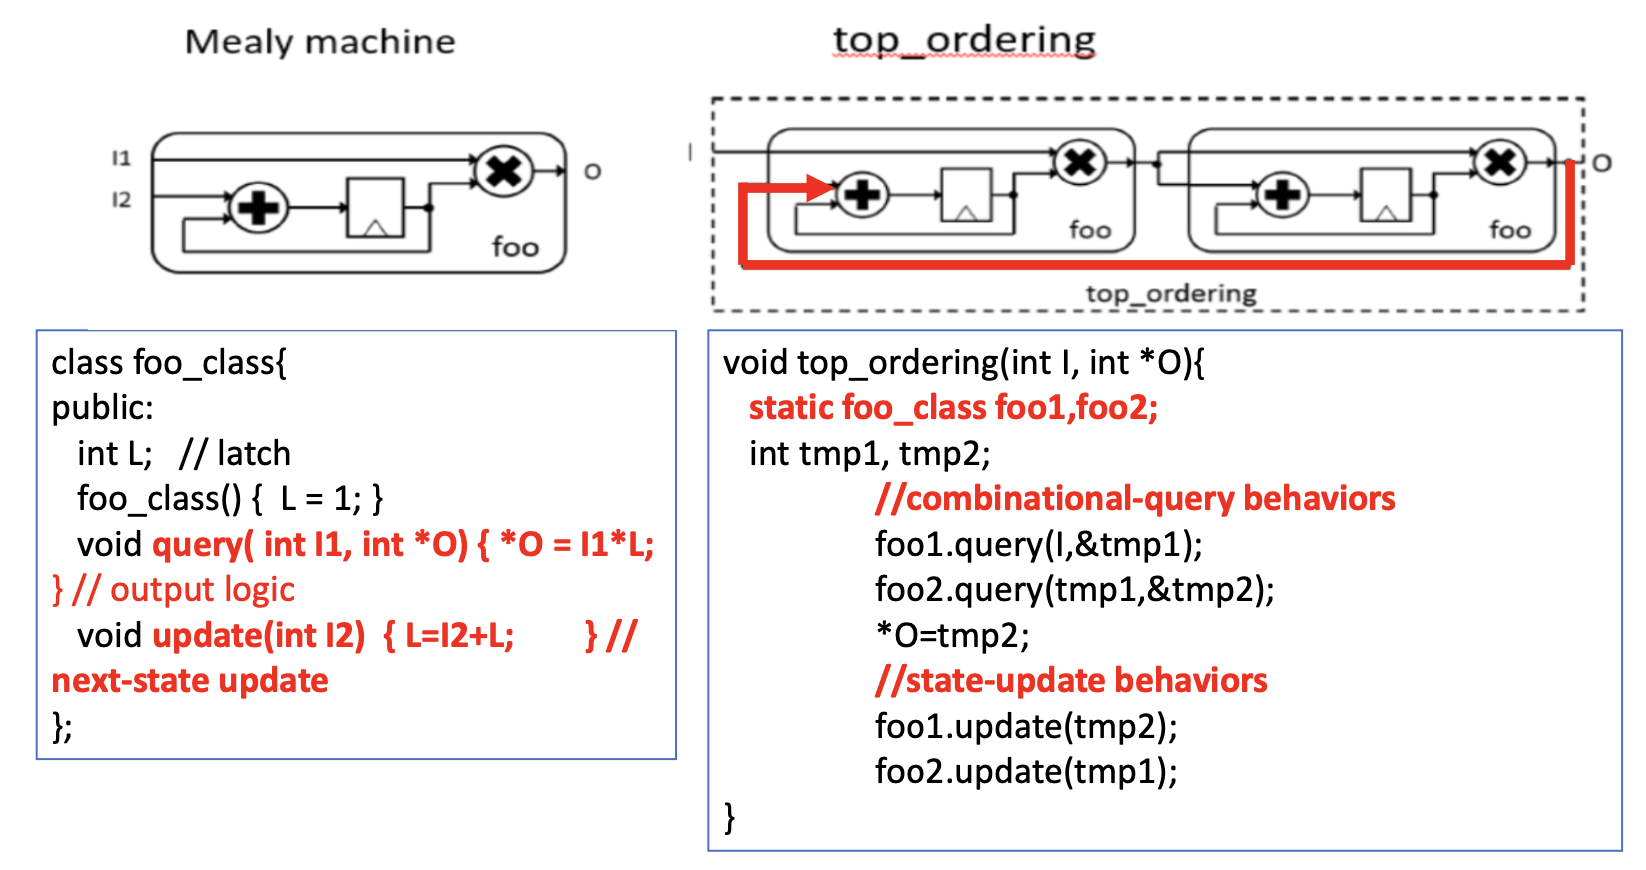 Mealy machine
I1
I2
O
foo
class foo_class{
public:
int L;   // latch
foo_class() {  L = 1; }
void query( int I1, int *O) { *O = I1*L;
} // output logic
void update(int I2)  { L=I2+L;       } //
next-state update
};
top_ordering
I
foo
foo
O
top_ordering
void top_ordering(int I, int *O){
static foo_class foo1,foo2;
int tmp1, tmp2;
//combinational-query behaviors
foo1.query(I,&tmp1);
foo2.query(tmp1,&tmp2);
*O=tmp2;
//state-update behaviors
foo1.update(tmp2);
foo2.update(tmp1);
}